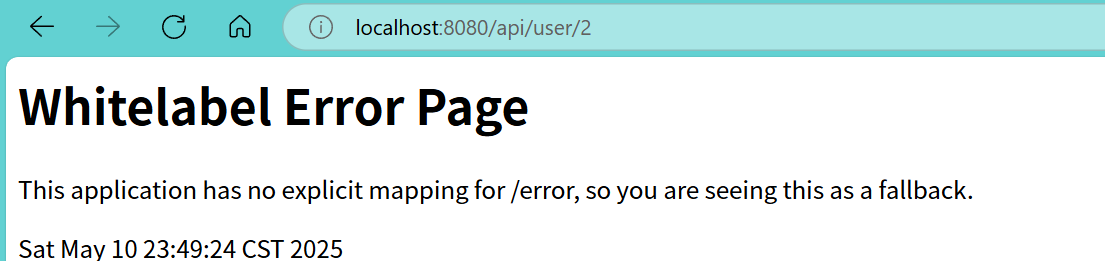 localhost:8080/api/user/2
Whitelabel Error Page
This application has no explicit mapping for /error, so you are seeing this as a fallback.
Sat May 10 23:49:24 CST 2025